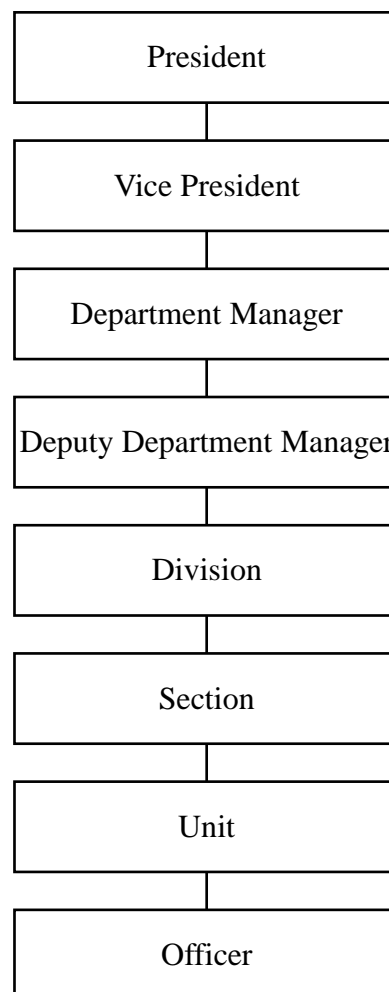 President
Vice President
Department Manager
Deputy Department Manager
Division
Section
Unit
Officer